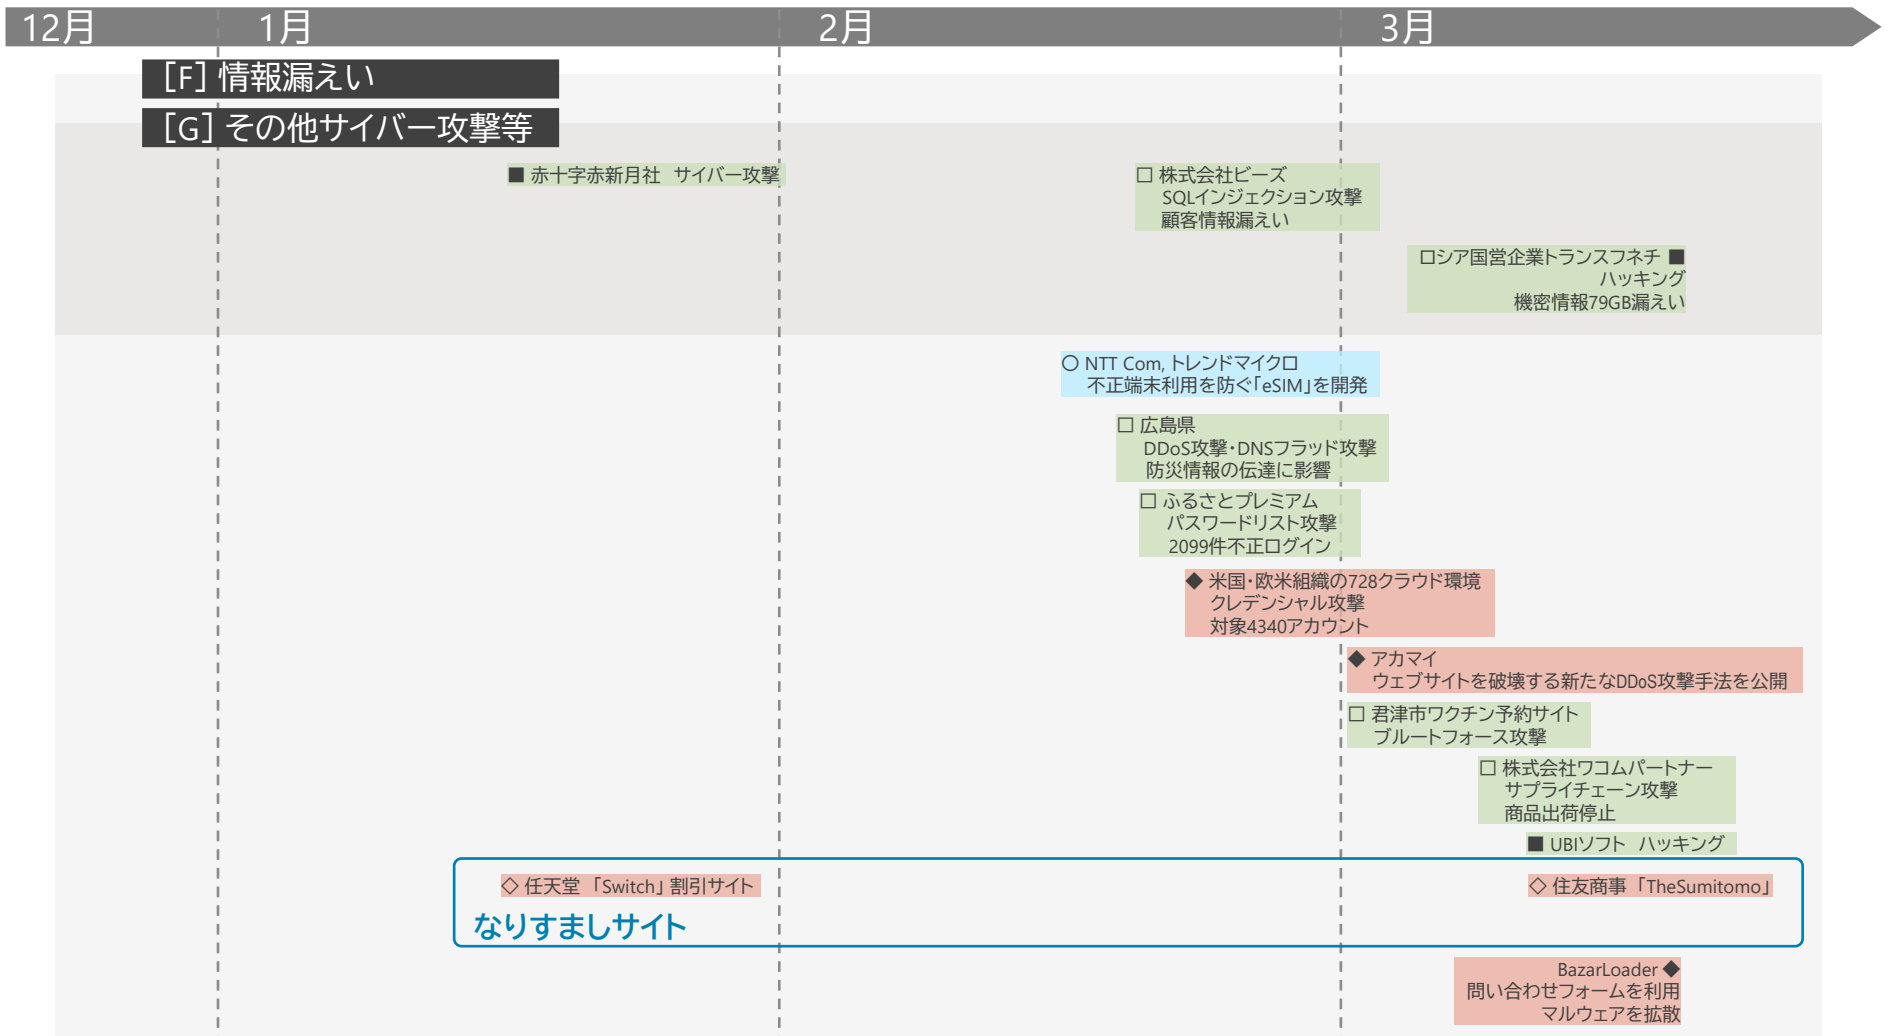 12月 1月 2月 3月
［F］ 情報漏えい
［G］ その他サイバー攻撃等
■ 赤十字赤新月社　サイバー攻撃
□ 株式会社ビーズ
SQLインジェクション攻撃
顧客情報漏えい
ロシア国営企業トランスフネチ ■
ハッキング
機密情報79GB漏えい
〇 NTT Com, トレンドマイクロ
不正端末利用を防ぐ「eSIM」を開発
□ 広島県
DDoS攻撃・DNSフラッド攻撃
防災情報の伝達に影響
□ ふるさとプレミアム
パスワードリスト攻撃
2099件不正ログイン
◆ 米国・欧米組織の728クラウド環境
クレデンシャル攻撃
対象4340アカウント
◆ アカマイ
ウェブサイトを破壊する新たなDDoS攻撃手法を公開
□ 君津市ワクチン予約サイト
ブルートフォース攻撃
□ 株式会社ワコムパートナー
サプライチェーン攻撃
商品出荷停止
■ UBIソフト　ハッキング
◇ 任天堂 「Switch」 割引サイト
◇ 住友商事 「TheSumitomo」
なりすましサイト
BazarLoader ◆
問い合わせフォームを利用
マルウェアを拡散